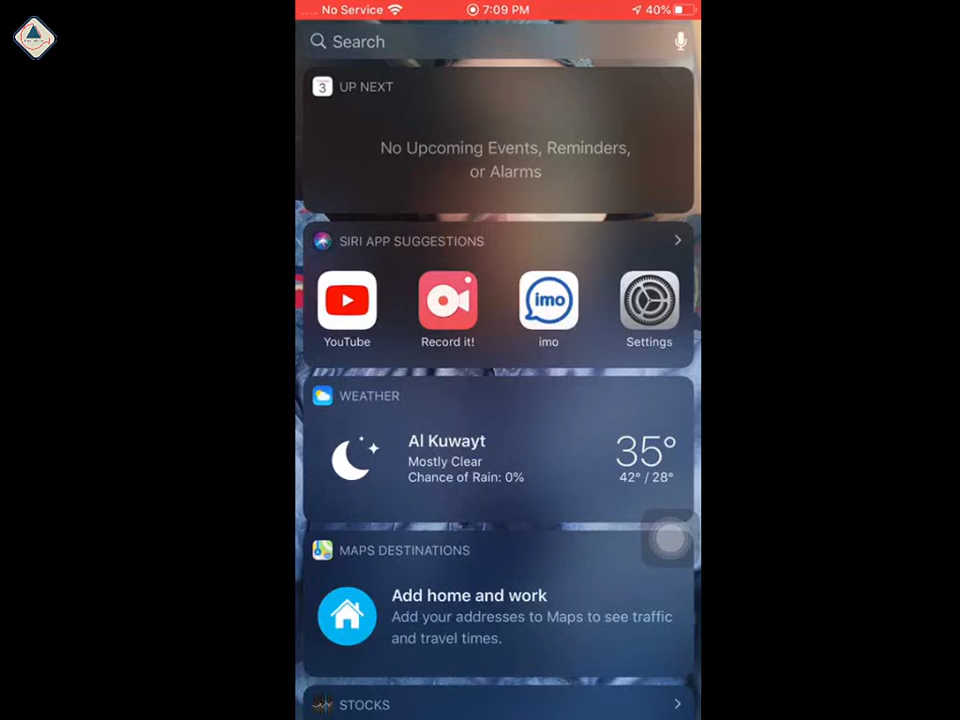 No Service 7:09 PM 40%
Search
3 UP NEXT
No Upcoming Events, Reminders,
or Alarms
SIRI APP SUGGESTIONS
imo
YouTube Record it! imo Settings
WEATHER
Al Kuwayt
Mostly Clear
Chance of Rain: 0%
35°
42° / 28°
MAPS DESTINATIONS
Add home and work
Add your addresses to Maps to see traffic
and travel times.
STOCKS